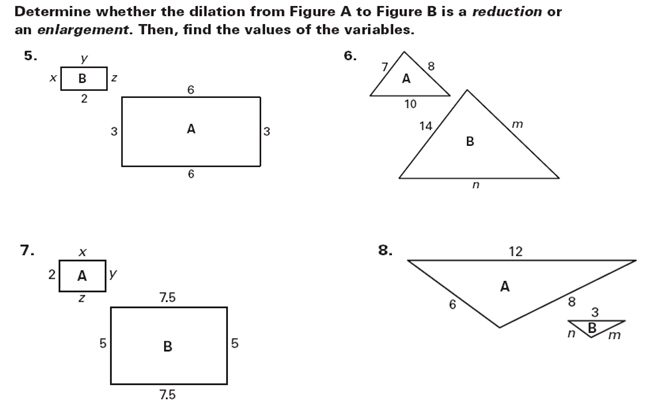 Determine whether the dilation from Figure A to Figure B is a reduction or
an enlargement. Then, find the values of the variables.
5.
y
x B z
2
6
3 A 3
6
6.
7 8
A
10
14 m
B
n
7.
x
2 A y
z
7.5
5 B 5
7.5
8.
12
A
6 8
3
n B m